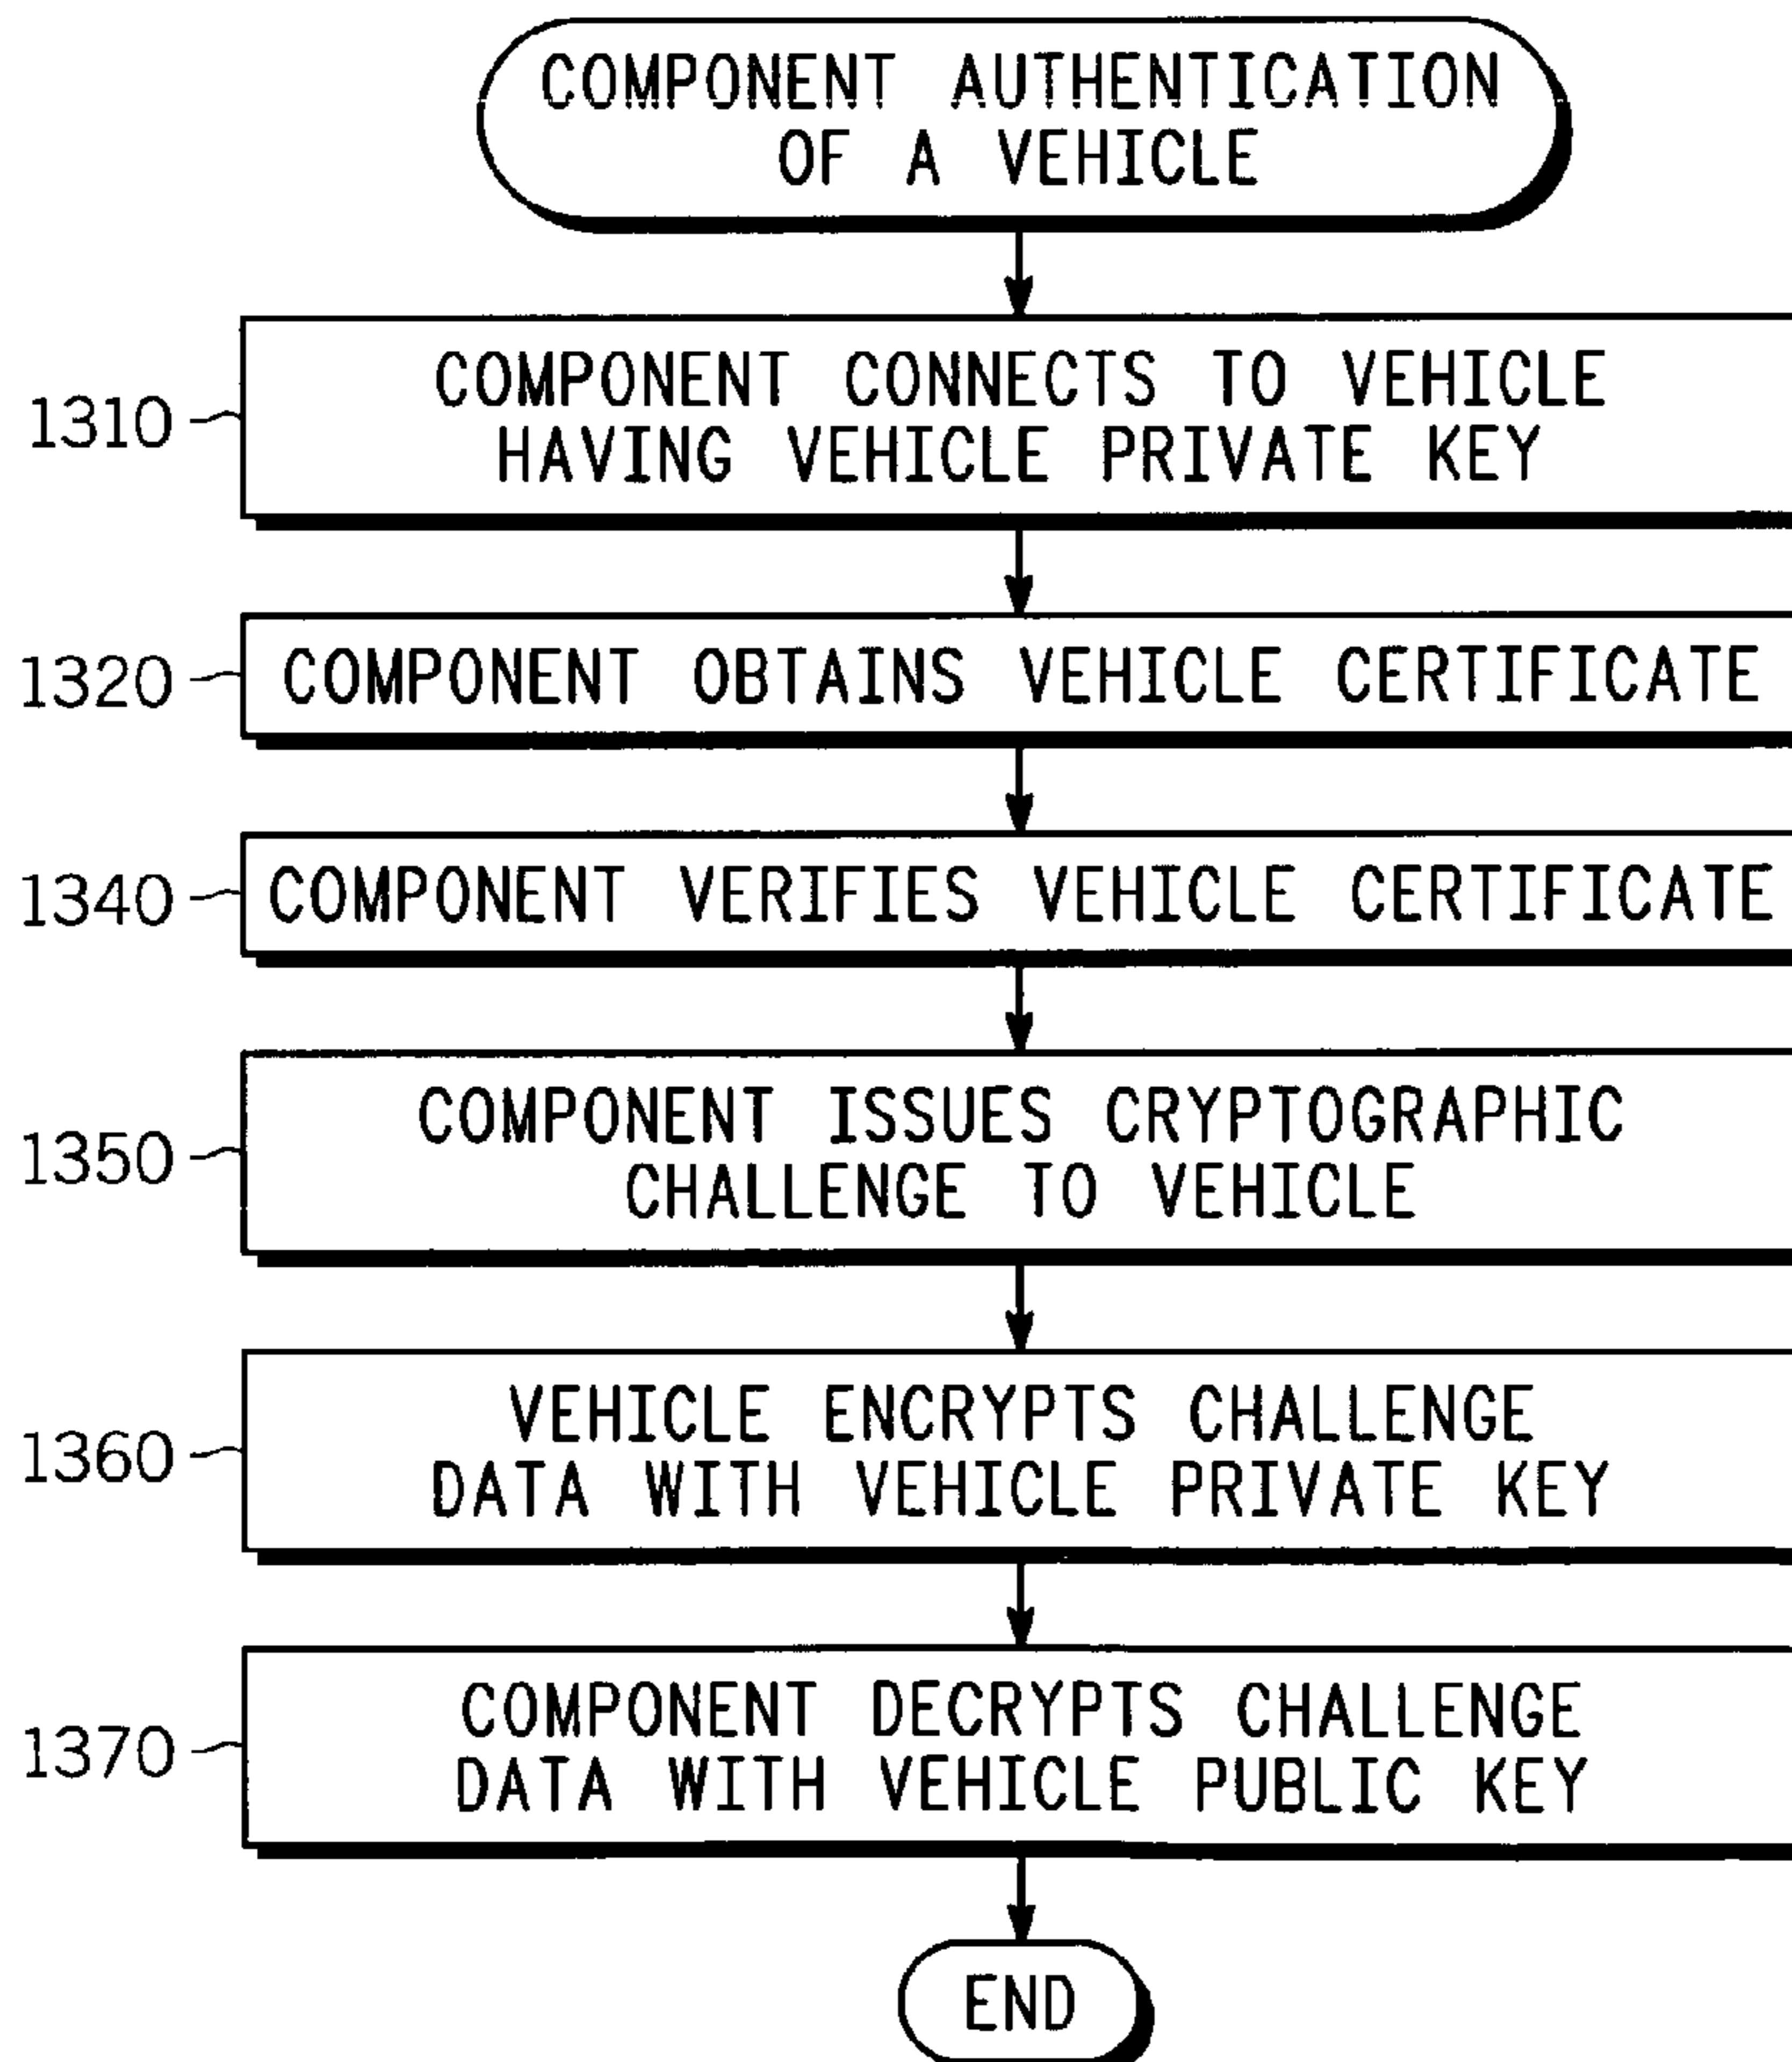 COMPONENT AUTHENTICATION
OF A VEHICLE
1310
COMPONENT CONNECTS TO VEHICLE
HAVING VEHICLE PRIVATE KEY
1320
COMPONENT OBTAINS VEHICLE CERTIFICATE
1340
COMPONENT VERIFIES VEHICLE CERTIFICATE
1350
COMPONENT ISSUES CRYPTOGRAPHIC
CHALLENGE TO VEHICLE
1360
VEHICLE ENCRYPTS CHALLENGE
DATA WITH VEHICLE PRIVATE KEY
1370
COMPONENT DECRYPTS CHALLENGE
DATA WITH VEHICLE PUBLIC KEY
END